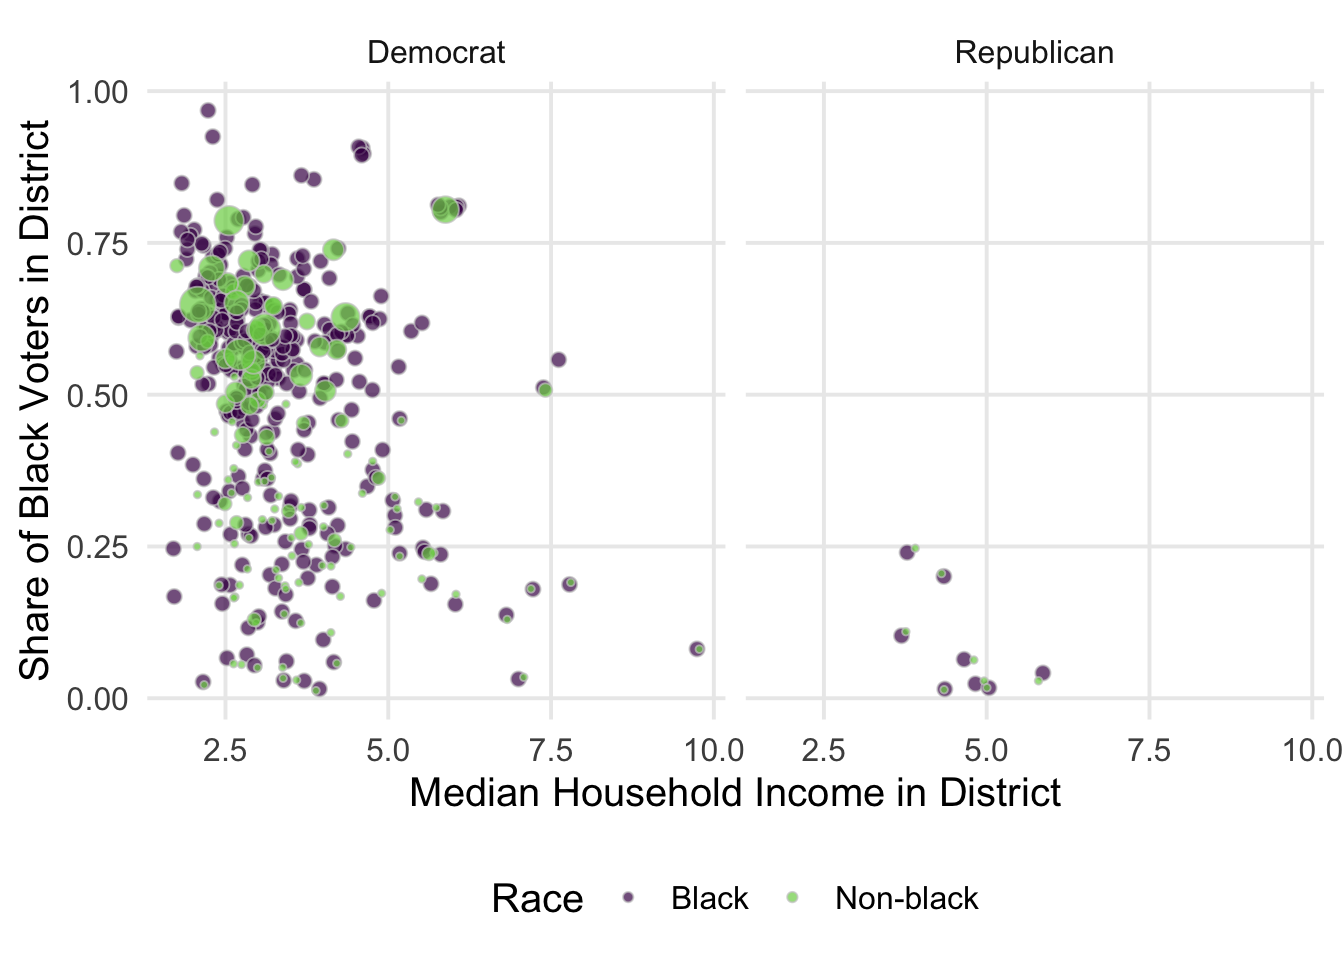 Democrat Republican
1.00
0.75
0.50
0.25
0.00
Share of Black Voters in District
2.5 5.0 7.5 10.0 2.5 5.0 7.5 10.0
Median Household Income in District
Race Black Non-black